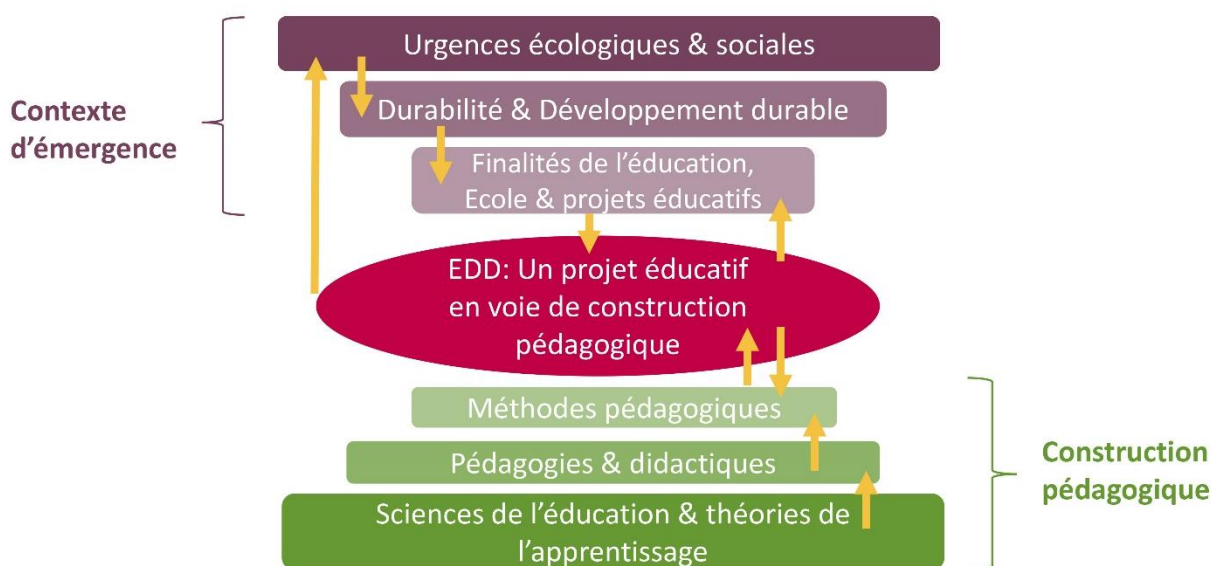 Urgences écologiques & sociales
Contexte
d’émergence
Durabilité & Développement durable
Finalités de l’éducation,
Ecole & projets éducatifs
EDD: Un projet éducatif
en voie de construction
pédagogique
Méthodes pédagogiques
Pédagogies & didactiques
Construction
pédagogique
Sciences de l’éducation & théories de
l’apprentissage